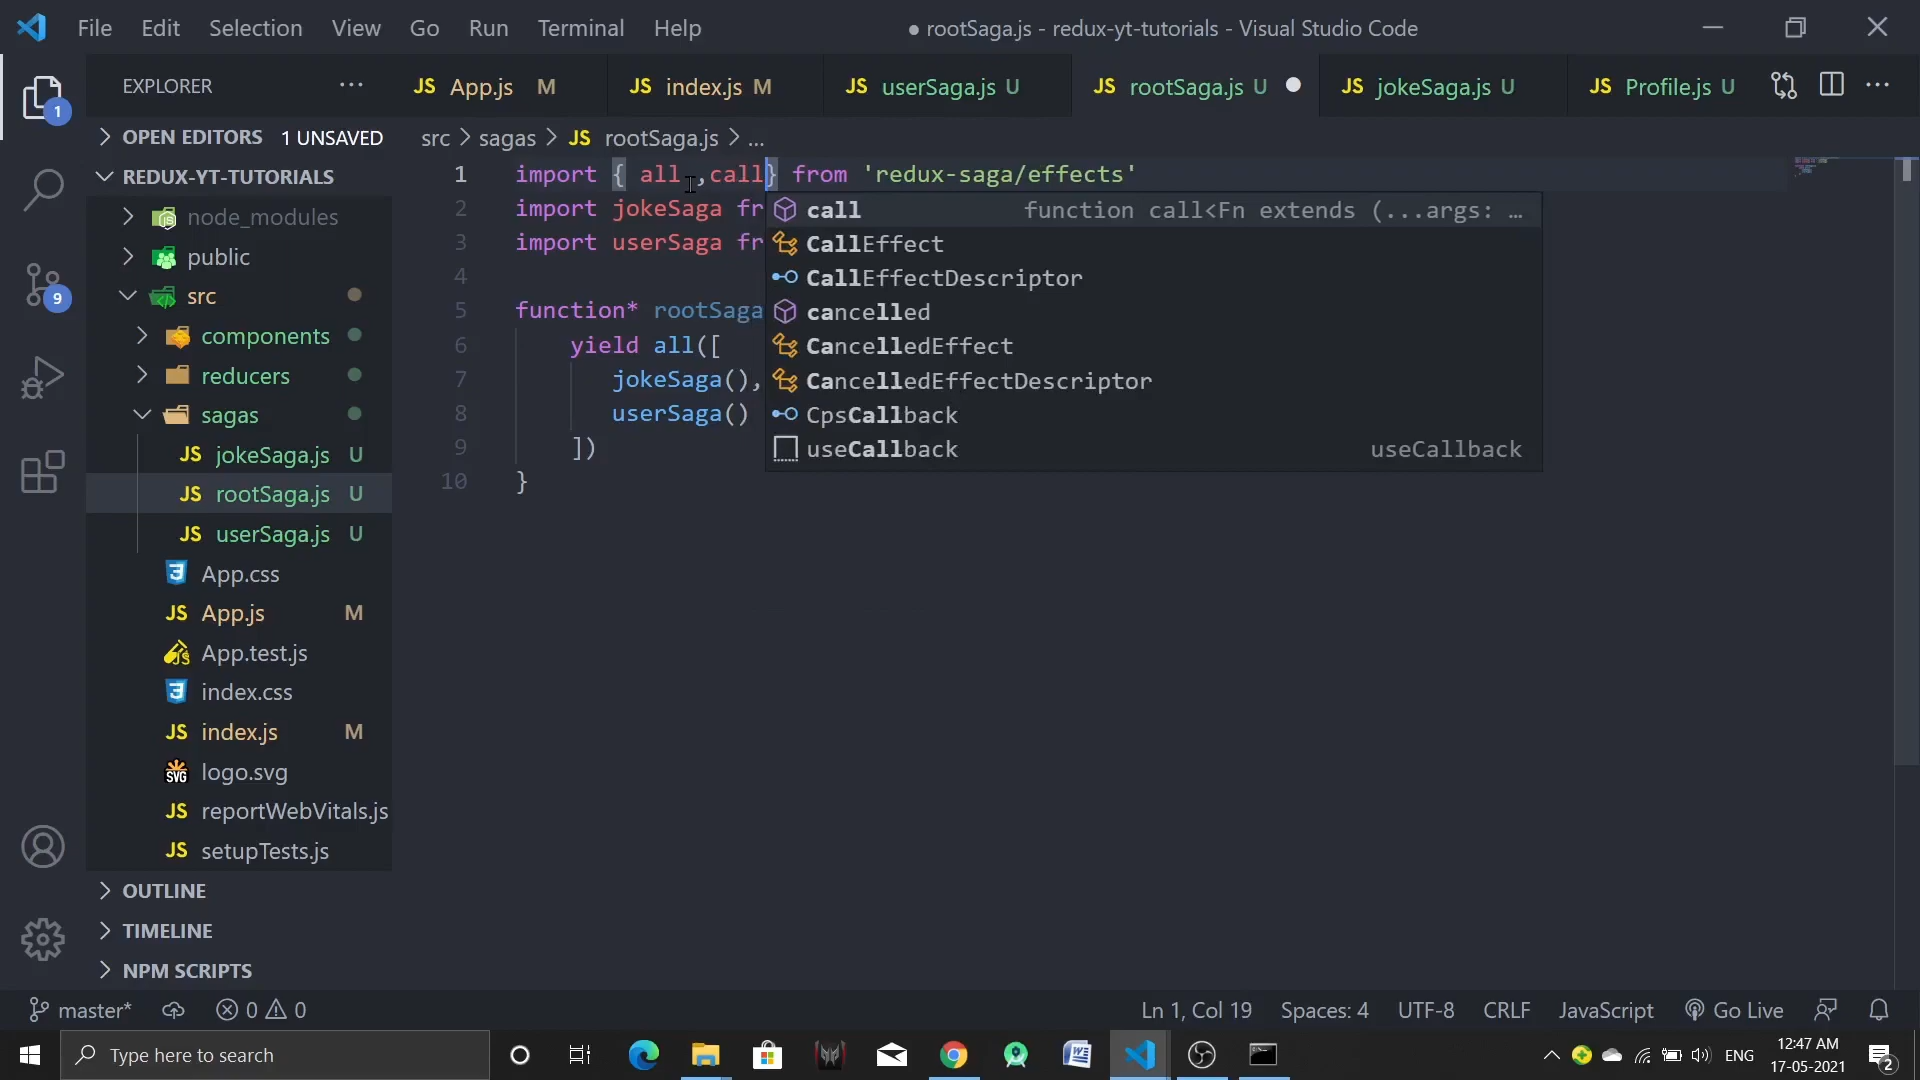 File Edit Selection View Go Run Terminal Help
● rootSaga.js - redux-yt-tutorials - Visual Studio Code
EXPLORER ...
JS App.js M
JS index.js M
JS userSaga.js U
JS rootSaga.js U
JS jokeSaga.js U
JS Profile.js U
1
OPEN EDITORS 1 UNSAVED
src > sagas > JS rootSaga.js > ...
REDUX-YT-TUTORIALS
node_modules
public
src
components
reducers
sagas
JS jokeSaga.js U
JS rootSaga.js U
JS userSaga.js U
App.css
JS App.js M
App.test.js
index.css
JS index.js M
SVG logo.svg
JS reportWebVitals.js
JS setupTests.js
OUTLINE
TIMELINE
NPM SCRIPTS
9
1 import { all ,call} from 'redux-saga/effects'
2 import jokeSaga fr
3 import userSaga fr
4
5 function* rootSaga
6 yield all([
7 jokeSaga(),
8 userSaga()
9 ])
10 }
call function call<Fn extends (...args: …
CallEffect
CallEffectDescriptor
cancelled
CancelledEffect
CancelledEffectDescriptor
CpsCallback
useCallback useCallback
master* 0 0
Ln 1, Col 19 Spaces: 4 UTF-8 CRLF JavaScript Go Live
Type here to search
ENG
12:47 AM
17-05-2021
2